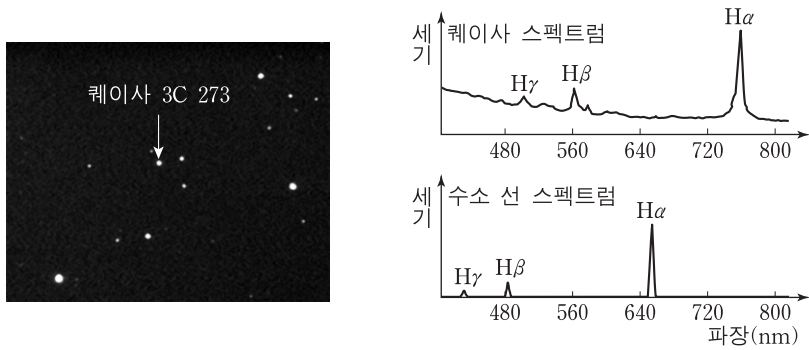 퀘이사 3C 273
세기
퀘이사 스펙트럼
Hγ
Hβ
Hα
480 560 640 720 800
세기
수소 선 스펙트럼
Hγ
Hβ
Hα
480 560 640 720 800
파장(nm)